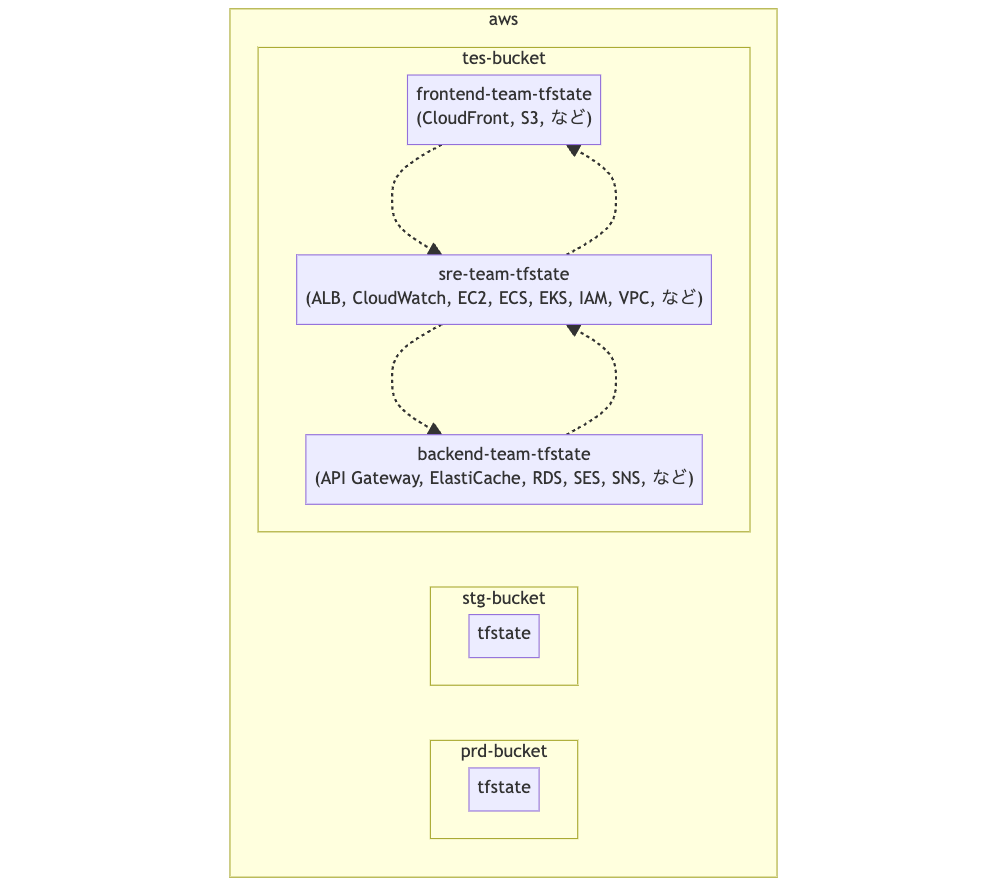 aws
tes-bucket
frontend-team-tfstate
(CloudFront, S3, など)
sre-team-tfstate
(ALB, CloudWatch, EC2, ECS, EKS, IAM, VPC, など)
backend-team-tfstate
(API Gateway, ElastiCache, RDS, SES, SNS, など)
stg-bucket
tfstate
prd-bucket
tfstate